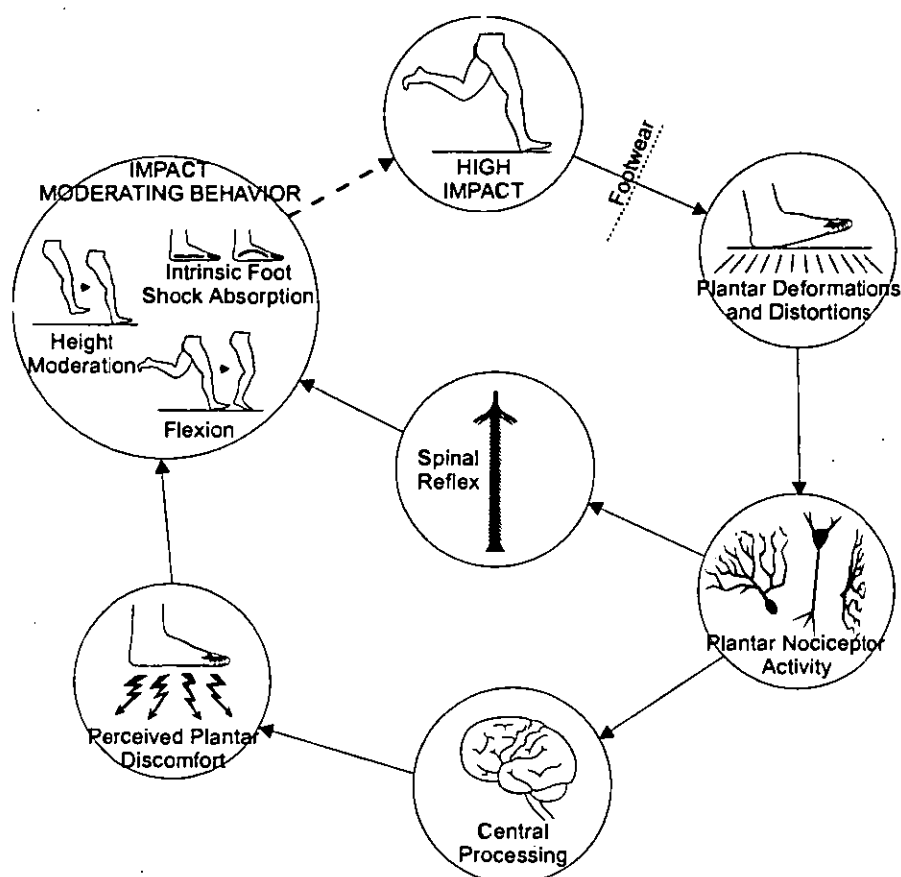 HIGH
IMPACT
Footwear
IMPACT
MODERATING BEHAVIOR
Intrinsic Foot
Shock Absorption
Height
Moderation
Flexion
Plantar Deformations
and Distortions
Spinal
Reflex
Plantar Nociceptor
Activity
Perceived Plantar
Discomfort
Central
Processing